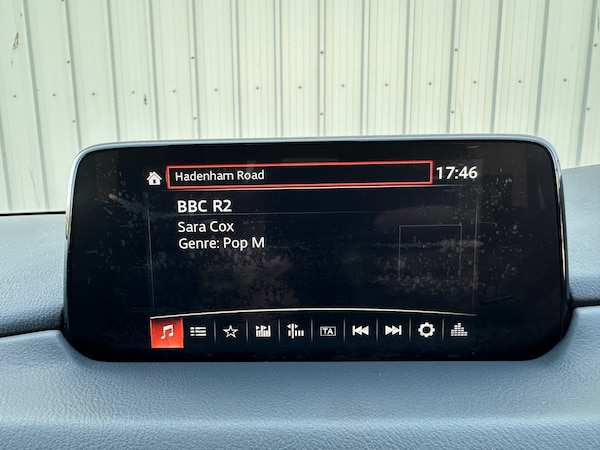 Hadenham Road
17:46
BBC R2
Sara Cox
Genre: Pop M
TA